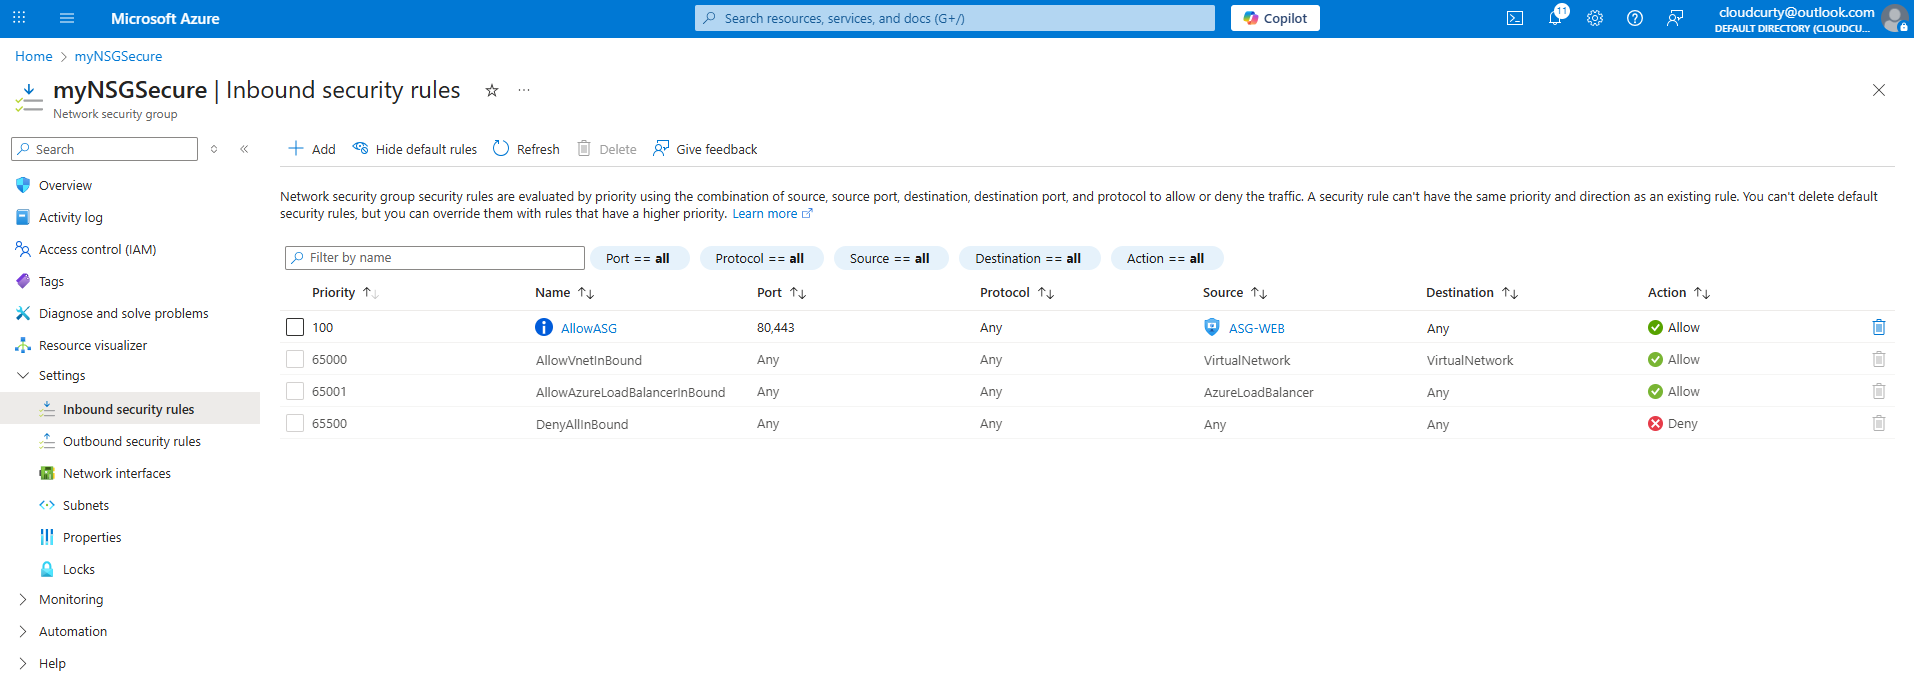 Microsoft Azure
Search resources, services, and docs (G+/)
Copilot
11
cloudcurty@outlook.com
DEFAULT DIRECTORY (CLOUDCU...
Home > myNSGSecure
myNSGSecure | Inbound security rules
Network security group
Search
Overview
Activity log
Access control (IAM)
Tags
Diagnose and solve problems
Resource visualizer
Settings
Inbound security rules
Outbound security rules
Network interfaces
Subnets
Properties
Locks
Monitoring
Automation
Help
Add Hide default rules Refresh Delete Give feedback
Network security group security rules are evaluated by priority using the combination of source, source port, destination, destination port, and protocol to allow or deny the traffic. A security rule can't have the same priority and direction as an existing rule. You can't delete default
security rules, but you can override them with rules that have a higher priority. Learn more
Filter by name Port == all Protocol == all Source == all Destination == all Action == all
Priority Name Port Protocol Source Destination Action
100 AllowASG 80,443 Any ASG-WEB Any Allow
65000 AllowVnetInBound Any Any VirtualNetwork VirtualNetwork Allow
65001 AllowAzureLoadBalancerInBound Any Any AzureLoadBalancer Any Allow
65500 DenyAllInBound Any Any Any Any Deny